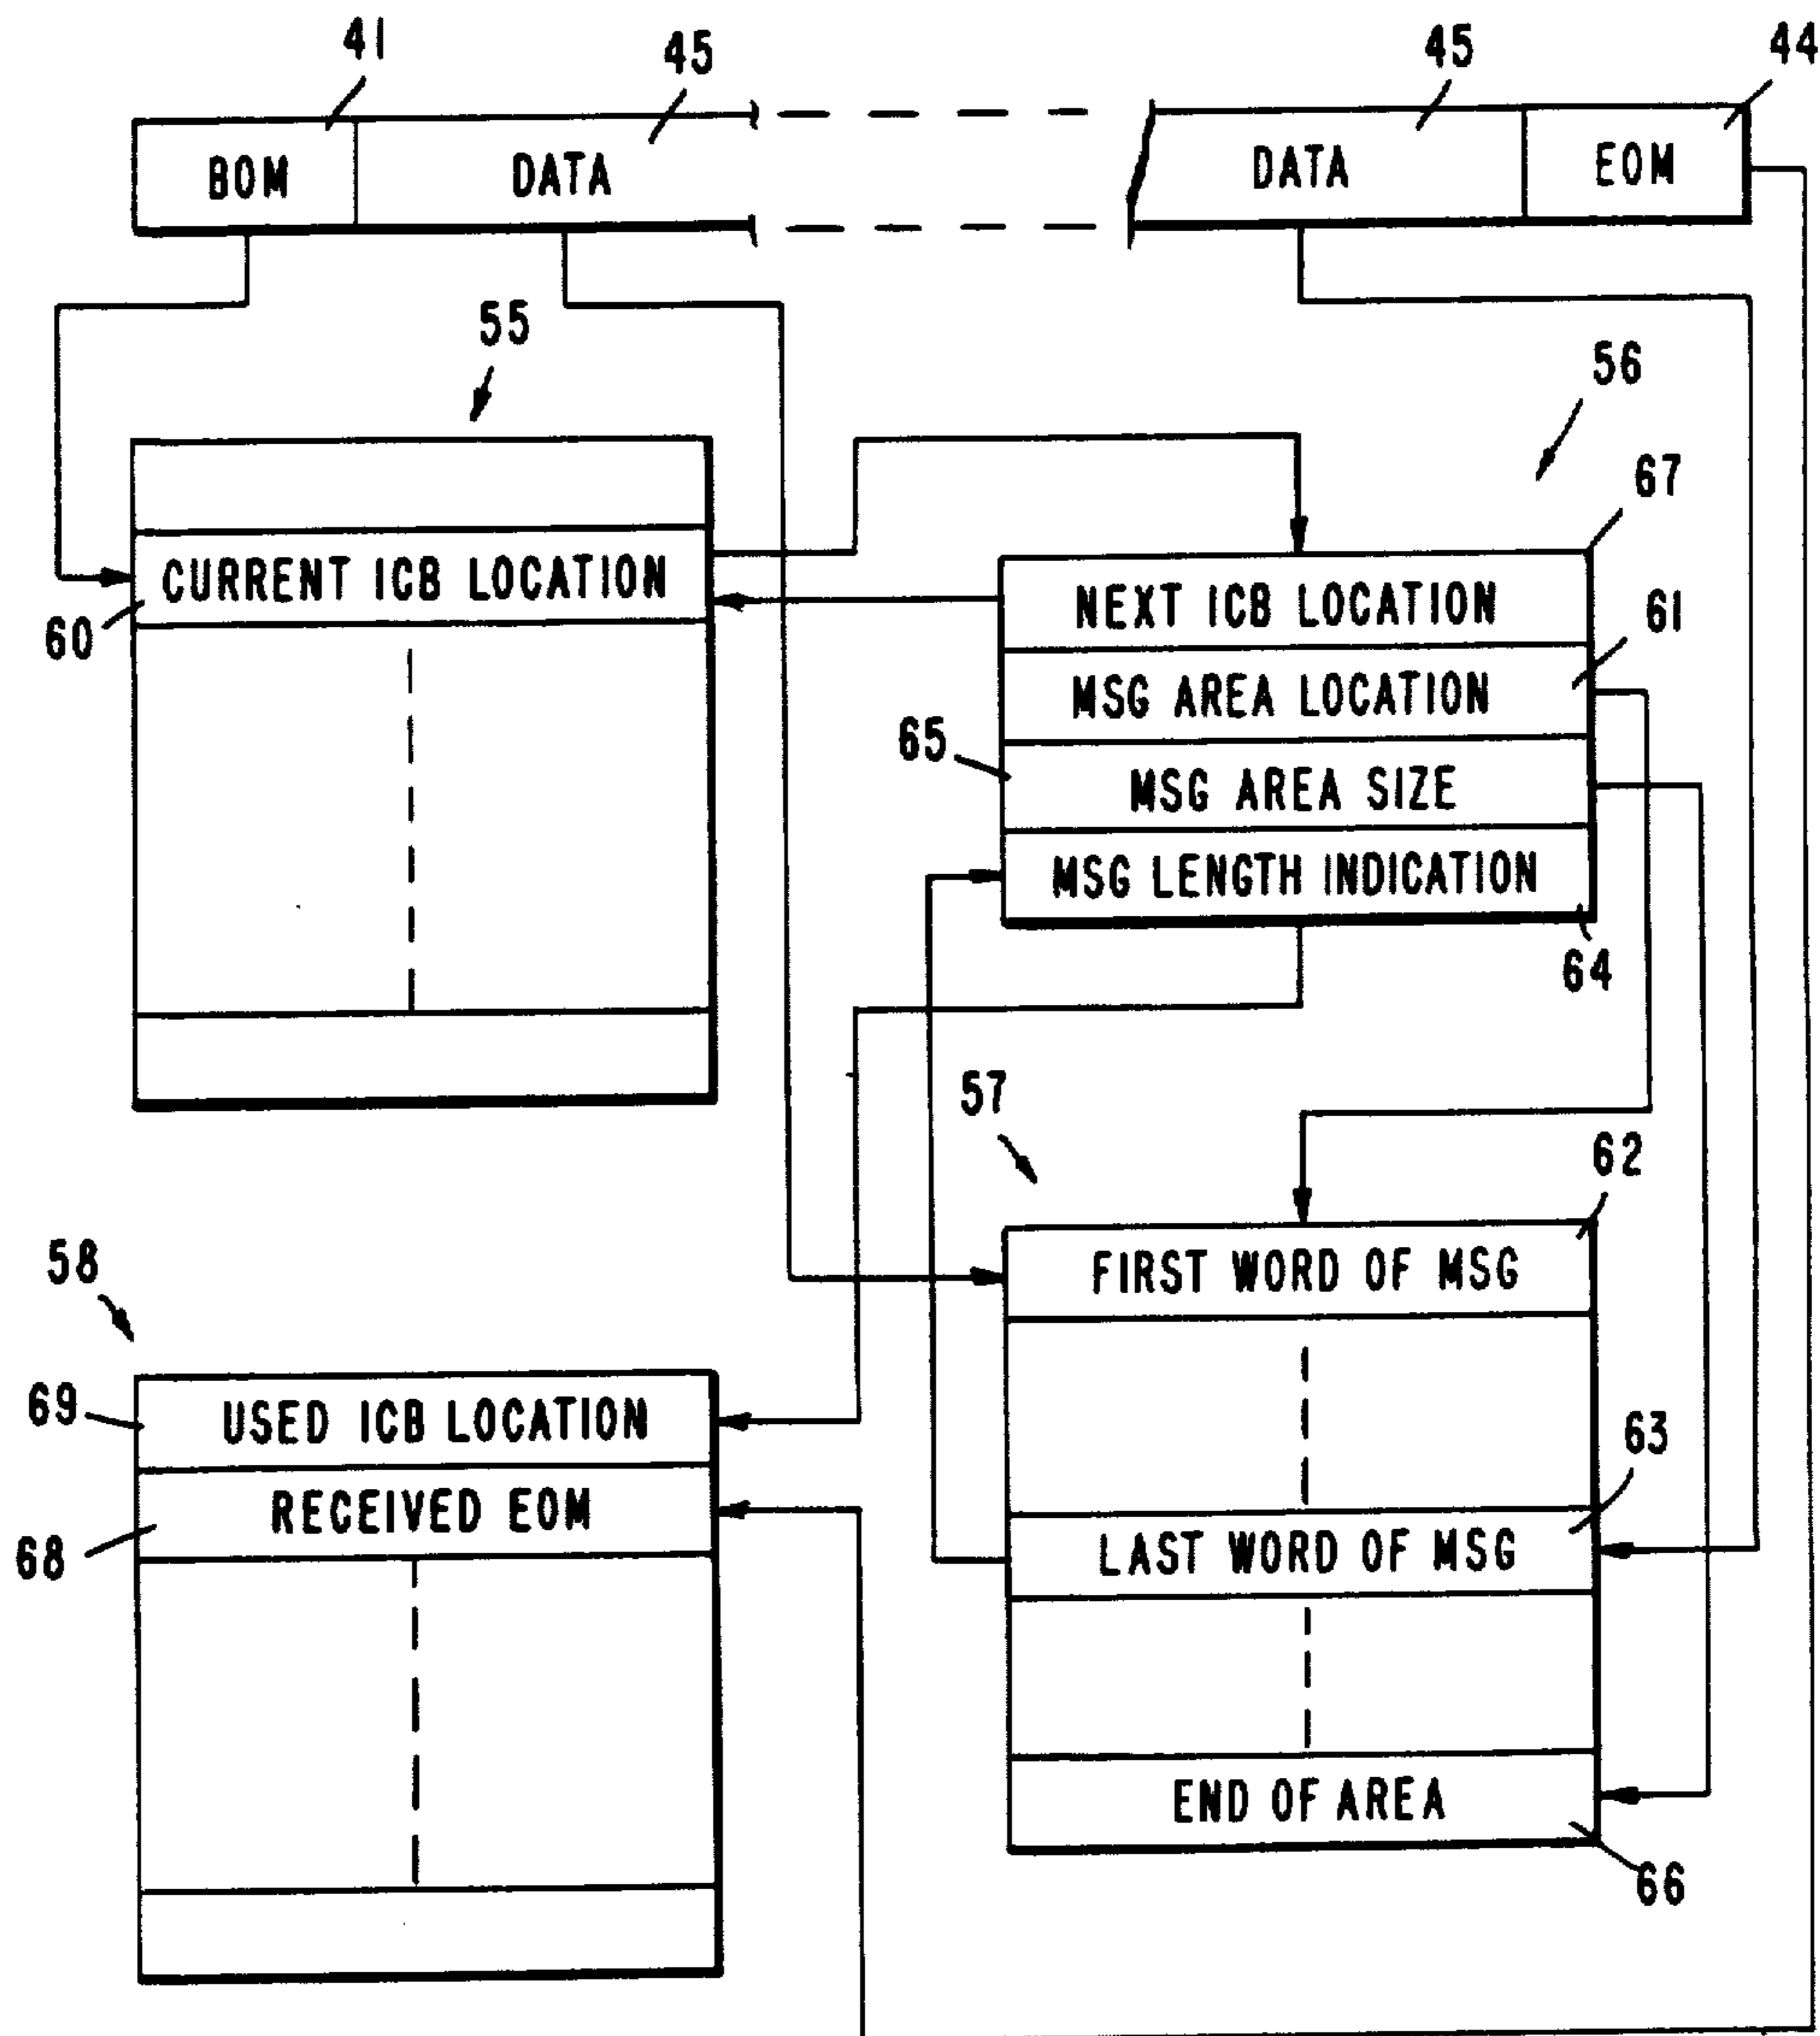 41
45
45
44
BOM
DATA
DATA
EOM
55
56
67
CURRENT ICB LOCATION
60
NEXT ICB LOCATION
61
MSG AREA LOCATION
65
MSG AREA SIZE
MSG LENGTH INDICATION
64
57
62
FIRST WORD OF MSG
58
69
USED ICB LOCATION
63
RECEIVED EOM
68
LAST WORD OF MSG
END OF AREA
66